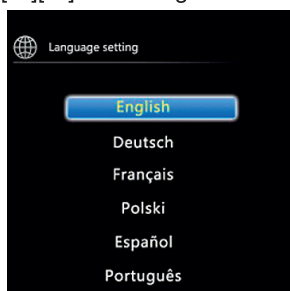 Language setting
English
Deutsch
Français
Polski
Español
Português